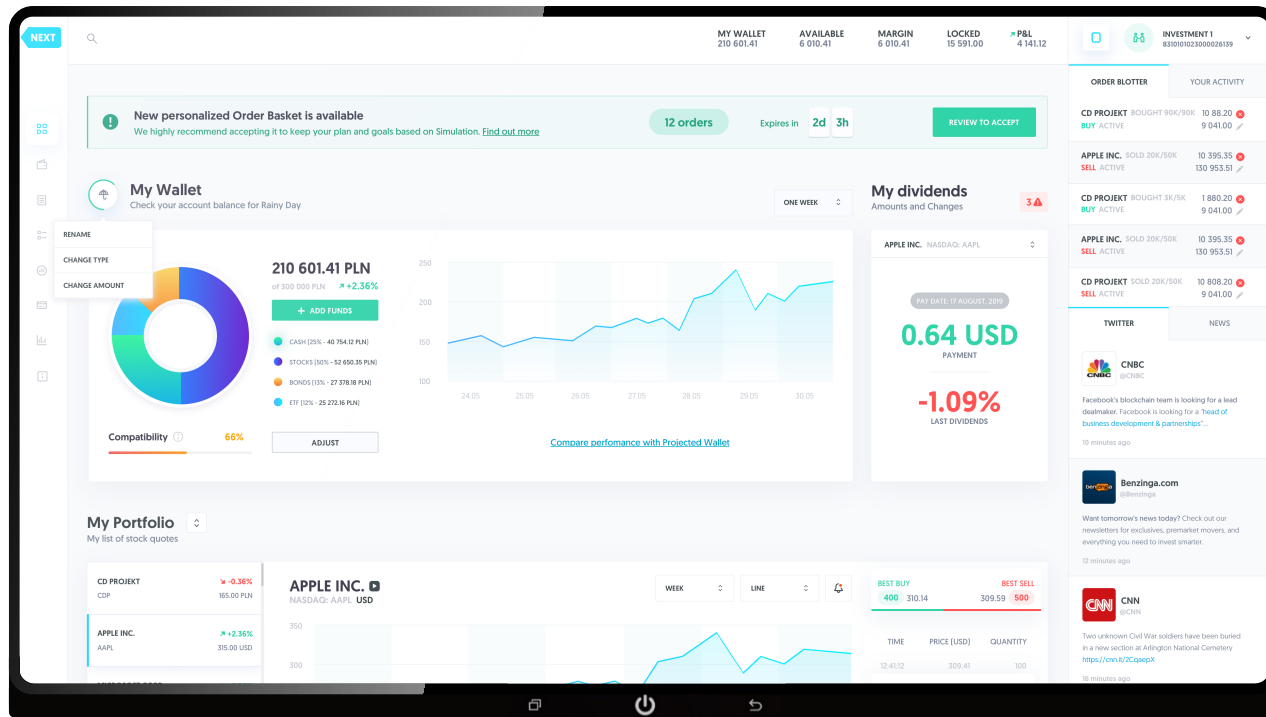 NEXT
MY WALLET
210 601.41
AVAILABLE
6 010.41
MARGIN
6 010.41
LOCKED
15 591.00
P&L
4 141.12
INVESTMENT 1
8310101023000026139
New personalized Order Basket is available
We highly recommend accepting it to keep your plan and goals based on Simulation. Find out more
12 orders
Expires in
2d
3h
REVIEW TO ACCEPT
My Wallet
Check your account balance for Rainy Day
ONE WEEK
RENAME
CHANGE TYPE
CHANGE AMOUNT
210 601.41 PLN
of 300 000 PLN
+2.36%
+ ADD FUNDS
CASH (25% - 40 754.12 PLN)
STOCKS (50% - 52 650.35 PLN)
BONDS (13% - 27 378.18 PLN)
ETF (12% - 25 272.16 PLN)
Compatibility
66%
ADJUST
250
200
150
100
24.05
25.05
26.05
27.05
28.05
29.05
30.05
Compare perfomance with Projected Wallet
My dividends
Amounts and Changes
3
APPLE INC. NASDAQ: AAPL
PAY DATE: 17 AUGUST, 2019
0.64 USD
PAYMENT
-1.09%
LAST DIVIDENDS
My Portfolio
My list of stock quotes
CD PROJEKT
-0.36%
CDP
165.00 PLN
APPLE INC.
+2.36%
AAPL
315.00 USD
APPLE INC.
NASDAQ: AAPL USD
WEEK
LINE
350
300
BEST BUY
400 310.14
BEST SELL
309.59 500
TIME
PRICE (USD)
QUANTITY
12:41:12
309.41
100
ORDER BLOTTER
YOUR ACTIVITY
CD PROJEKT BOUGHT 90K/90K 10 88.20
BUY ACTIVE 9 041.00
APPLE INC. SOLD 20K/50K 10 395.35
SELL ACTIVE 130 953.51
CD PROJEKT BOUGHT 3K/5K 1 880.20
BUY ACTIVE 9 041.00
APPLE INC. SOLD 20K/50K 10 395.35
SELL ACTIVE 130 953.51
CD PROJEKT SOLD 20K/50K 10 808.20
SELL ACTIVE 9 041.00
TWITTER
NEWS
CNBC
CNBC
@CNBC
Facebook's blockchain team is looking for a lead
dealmaker. Facebook is looking for a "head of
business development & partnerships"...
10 minutes ago
benzinga
Benzinga.com
@Benzinga
Want tomorrow's news today? Check out our
newsletters for exclusives, premarket movers, and
everything you need to invest smarter.
12 minutes ago
CNN
CNN
@CNN
Two unknown Civil War soldiers have been buried
in a new section at Arlington National Cemetery
https://cnn.it/2CqaepX
18 minutes ago